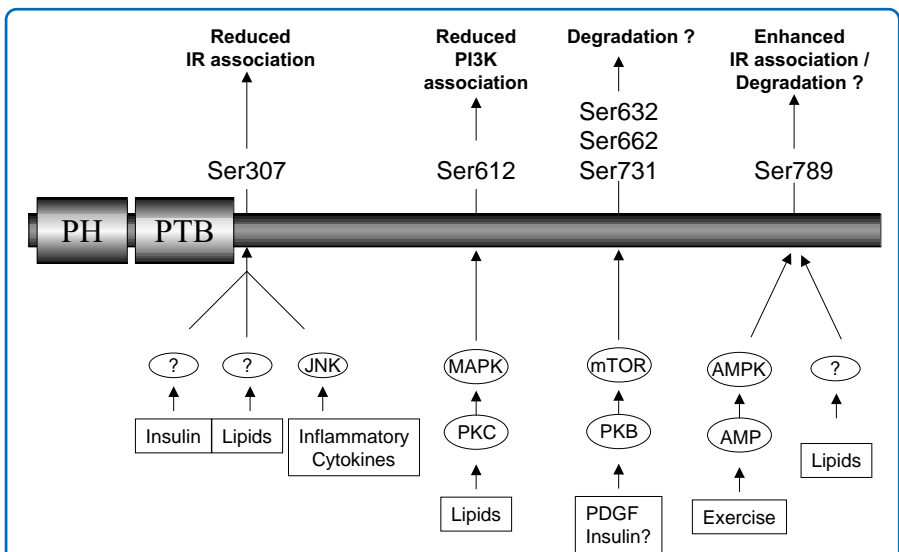 Reduced
IR association
Reduced
PI3K
association
Degradation ?
Enhanced
IR association /
Degradation ?
Ser632
Ser662
Ser307
Ser612
Ser731
Ser789
PH
PTB
?
?
JNK
MAPK
mTOR
AMPK
?
Insulin
Lipids
Inflammatory
Cytokines
PKC
PKB
AMP
Lipids
Lipids
PDGF
Insulin?
Exercise